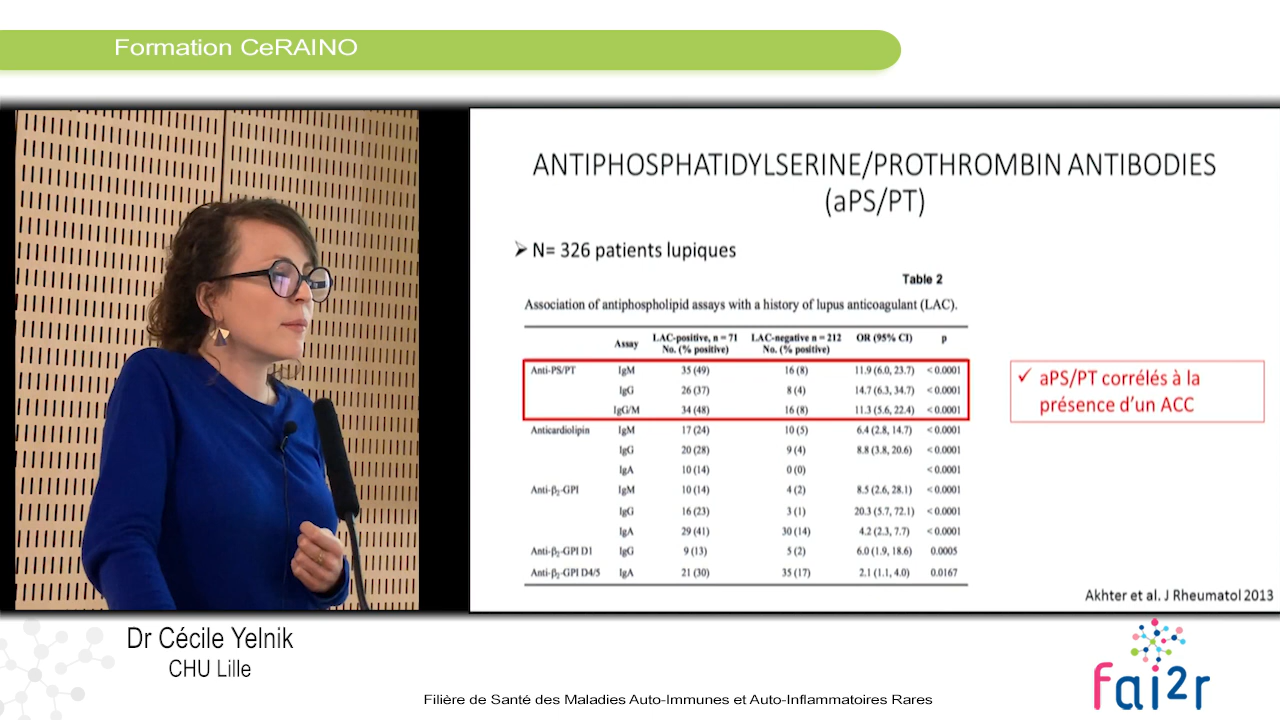 Formation CeRAINO
ANTIPHOSPHATIDYLSERINE/PROTHROMBIN ANTIBODIES
(aPS/PT)
➢ N= 326 patients lupiques
Table 2
Association of antiphospholipid assays with a history of lupus anticoagulant (LAC).
Assay LAC-positive, n = 71 No. (% positive) LAC-negative n = 212 No. (% positive) OR (95% CI) p
Anti-PS/PT IgM 35 (49) 16 (8) 11.9 (6.0, 23.7) < 0.0001
IgG 26 (37) 8 (4) 14.7 (6.3, 34.7) < 0.0001
IgG/M 34 (48) 16 (8) 11.3 (5.6, 22.4) < 0.0001
Anticardiolipin IgM 17 (24) 10 (5) 6.4 (2.8, 14.7) < 0.0001
IgG 20 (28) 9 (4) 8.8 (3.8, 20.6) < 0.0001
IgA 10 (14) 0 (0) < 0.0001
Anti-β₂-GPI IgM 10 (14) 4 (2) 8.5 (2.6, 28.1) < 0.0001
IgG 16 (23) 3 (1) 20.3 (5.7, 72.1) < 0.0001
IgA 29 (41) 30 (14) 4.2 (2.3, 7.7) < 0.0001
Anti-β₂-GPI D1 IgG 9 (13) 5 (2) 6.0 (1.9, 18.6) 0.0005
Anti-β₂-GPI D4/5 IgA 21 (30) 35 (17) 2.1 (1.1, 4.0) 0.0167
✓ aPS/PT corrélés à la
présence d'un ACC
Akhter et al. J Rheumatol 2013
Dr Cécile Yelnik
CHU Lille
Filière de Santé des Maladies Auto-Immunes et Auto-Inflammatoires Rares
fai2r